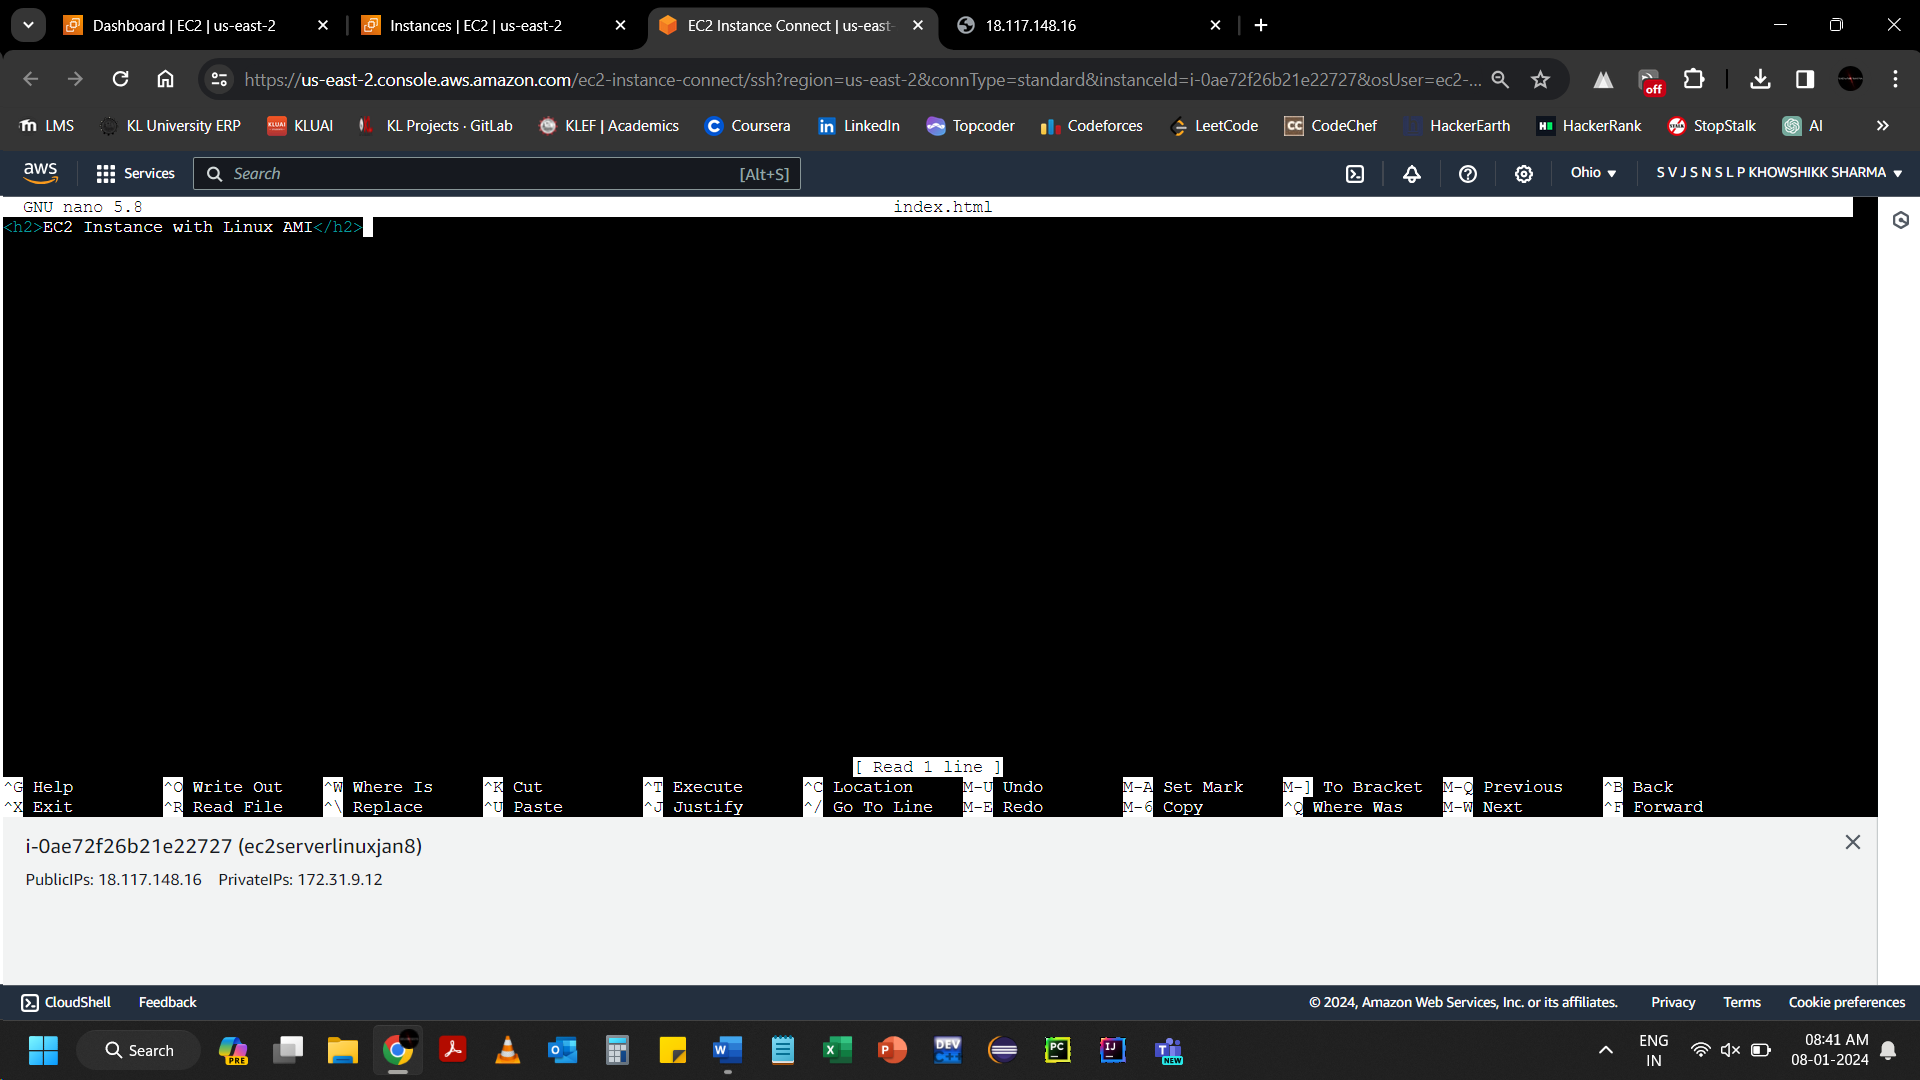 Dashboard | EC2 | us-east-2
Instances | EC2 | us-east-2
EC2 Instance Connect | us-east-
18.117.148.16
https://us-east-2.console.aws.amazon.com/ec2-instance-connect/ssh?region=us-east-2&connType=standard&instanceId=i-0ae72f26b21e22727&osUser=ec2-...
off
LMS KL University ERP KLUAI KLUAI KL Projects · GitLab KLEF | Academics Coursera LinkedIn Topcoder Codeforces LeetCode CodeChef HackerEarth HackerRank StopStalk AI
aws Services Search [Alt+S] Ohio S V J S N S L P KHOWSHIKK SHARMA
GNU nano 5.8 index.html
<h2>EC2 Instance with Linux AMI</h2>
[ Read 1 line ]
^G Help ^O Write Out ^W Where Is ^K Cut ^T Execute ^C Location M-U Undo M-A Set Mark M-] To Bracket M-Q Previous ^B Back
^X Exit ^R Read File ^\ Replace ^U Paste ^J Justify ^/ Go To Line M-E Redo M-6 Copy ^Q Where Was M-W Next ^F Forward
i-0ae72f26b21e22727 (ec2serverlinuxjan8)
PublicIPs: 18.117.148.16 PrivateIPs: 172.31.9.12
CloudShell Feedback © 2024, Amazon Web Services, Inc. or its affiliates. Privacy Terms Cookie preferences
Search PRE DEV C++ PC IJ NEW
ENG
IN
08:41 AM
08-01-2024